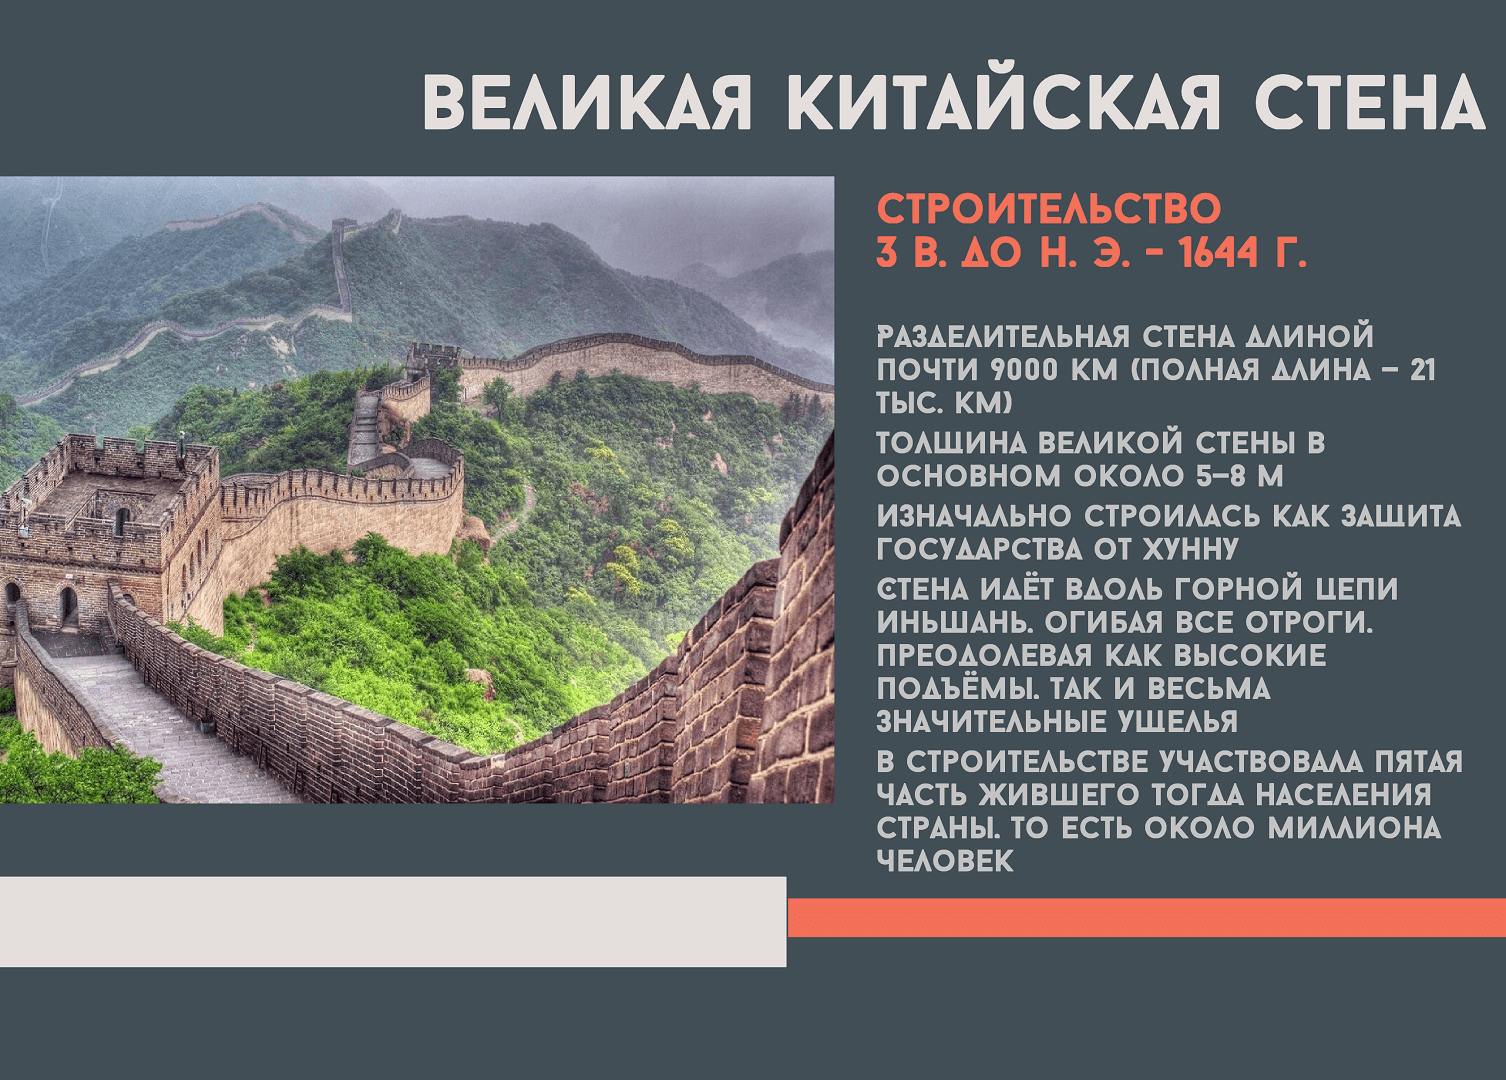 ВЕЛИКАЯ КИТАЙСКАЯ СТЕНА
СТРОИТЕЛЬСТВО
3 В. ДО Н. Э. - 1644 Г.
РАЗДЕЛИТЕЛЬНАЯ СТЕНА ДЛИНОЙ
ПОЧТИ 9000 КМ (ПОЛНАЯ ДЛИНА – 21
ТЫС. КМ)
ТОЛЩИНА ВЕЛИКОЙ СТЕНЫ В
ОСНОВНОМ ОКОЛО 5–8 М
ИЗНАЧАЛЬНО СТРОИЛАСЬ КАК ЗАЩИТА
ГОСУДАРСТВА ОТ ХУННУ
СТЕНА ИДЁТ ВДОЛЬ ГОРНОЙ ЦЕПИ
ИНЬШАНЬ. ОГИБАЯ ВСЕ ОТРОГИ.
ПРЕОДОЛЕВАЯ КАК ВЫСОКИЕ
ПОДЪЁМЫ. ТАК И ВЕСЬМА
ЗНАЧИТЕЛЬНЫЕ УЩЕЛЬЯ
В СТРОИТЕЛЬСТВЕ УЧАСТВОВАЛА ПЯТАЯ
ЧАСТЬ ЖИВШЕГО ТОГДА НАСЕЛЕНИЯ
СТРАНЫ. ТО ЕСТЬ ОКОЛО МИЛЛИОНА
ЧЕЛОВЕК